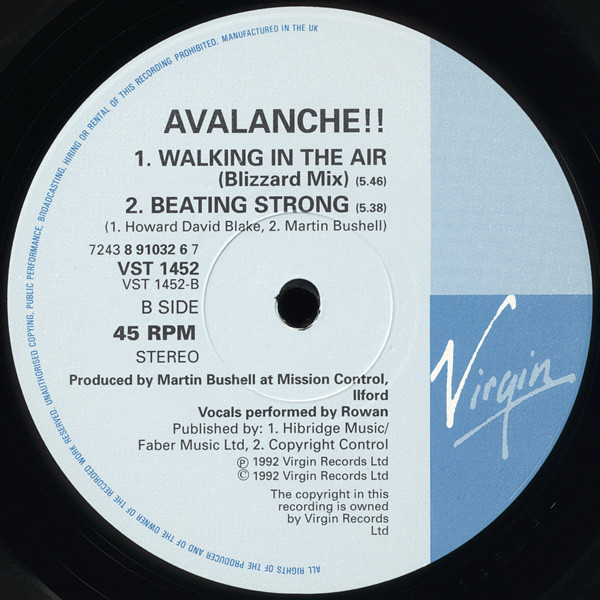 ALL RIGHTS OF THE PRODUCER AND OF THE OWNER OF THE RECORDED WORK RESERVED. UNAUTHORISED COPYING, PUBLIC PERFORMANCE, BROADCASTING, HIRING OR RENTAL OF THIS RECORDING PROHIBITED. MANUFACTURED IN THE UK
AVALANCHE!!
1. WALKING IN THE AIR
(Blizzard Mix) (5.46)
2. BEATING STRONG (5.38)
(1. Howard David Blake, 2. Martin Bushell)
7243 8 91032 6 7
VST 1452
VST 1452-B
B SIDE
45 RPM
STEREO
Virgin
Produced by Martin Bushell at Mission Control,
Ilford
Vocals performed by Rowan
Published by: 1. Hibridge Music/
Faber Music Ltd, 2. Copyright Control
℗ 1992 Virgin Records Ltd
© 1992 Virgin Records Ltd
The copyright in this
recording is owned
by Virgin Records
Ltd